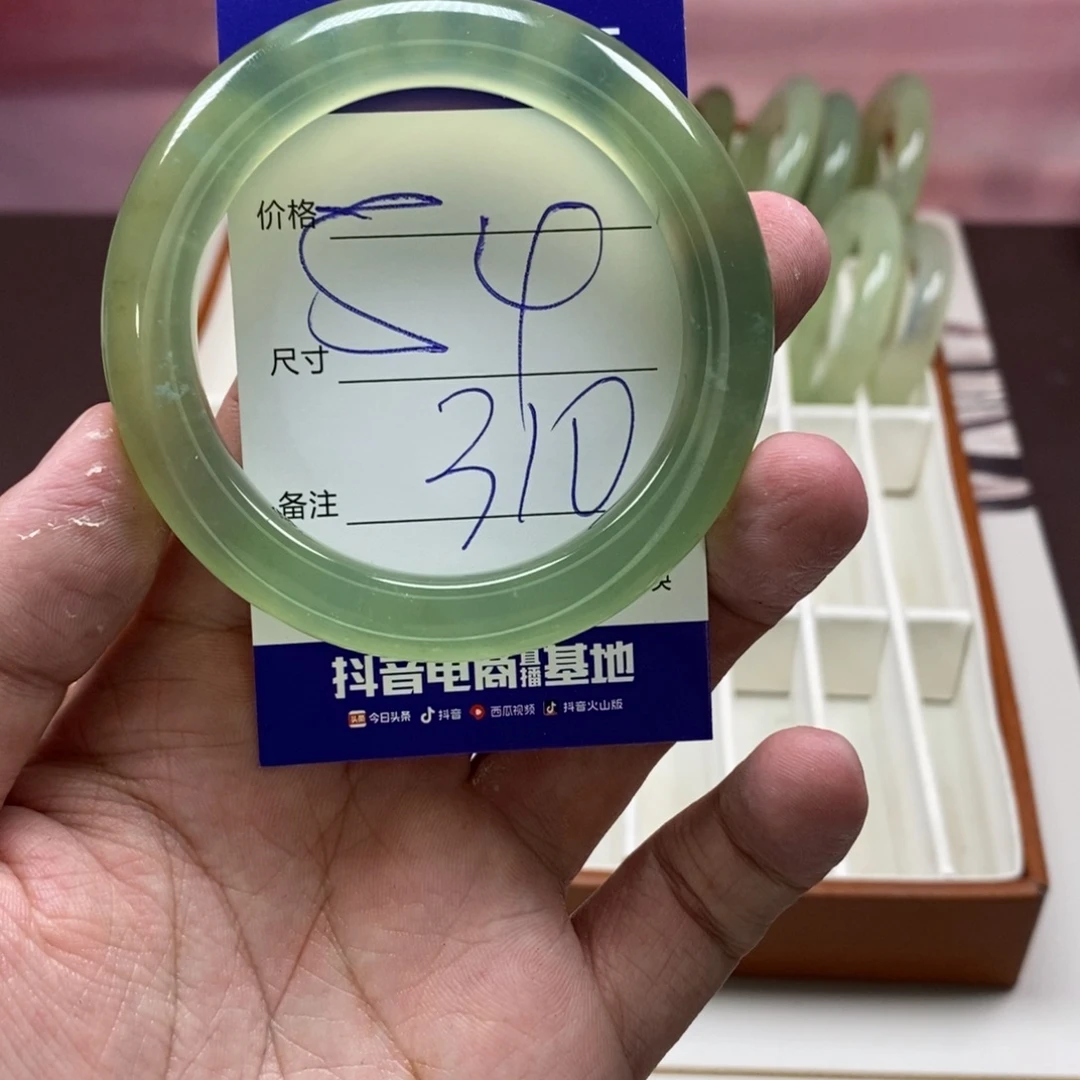 价格
54
尺寸
310
备注
抖音电商直播基地
今日头条 抖音 西瓜视频 抖音火山版